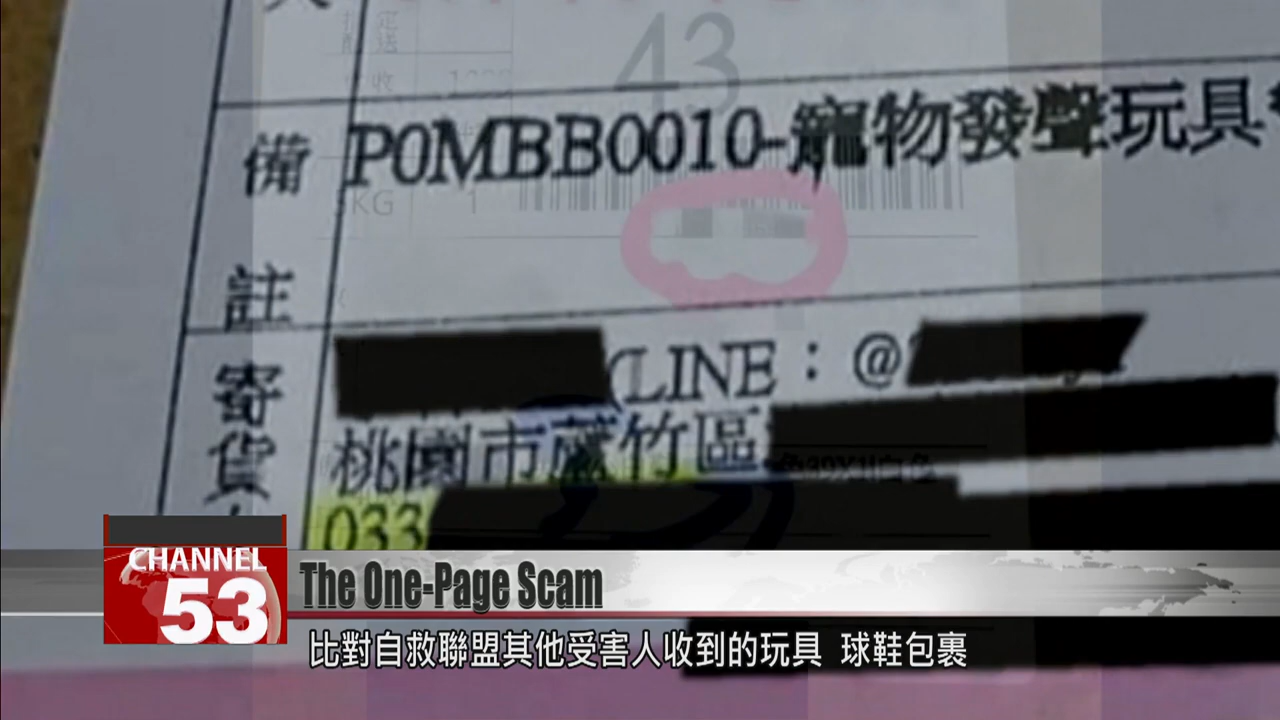 43
備 P0MBB0010-寵物發聲玩具
KG 1
註
寄 (LINE：@
貨 桃園市蘆竹區
033
CHANNEL
53
The One-Page Scam
比對自救聯盟其他受害人收到的玩具 球鞋包裹